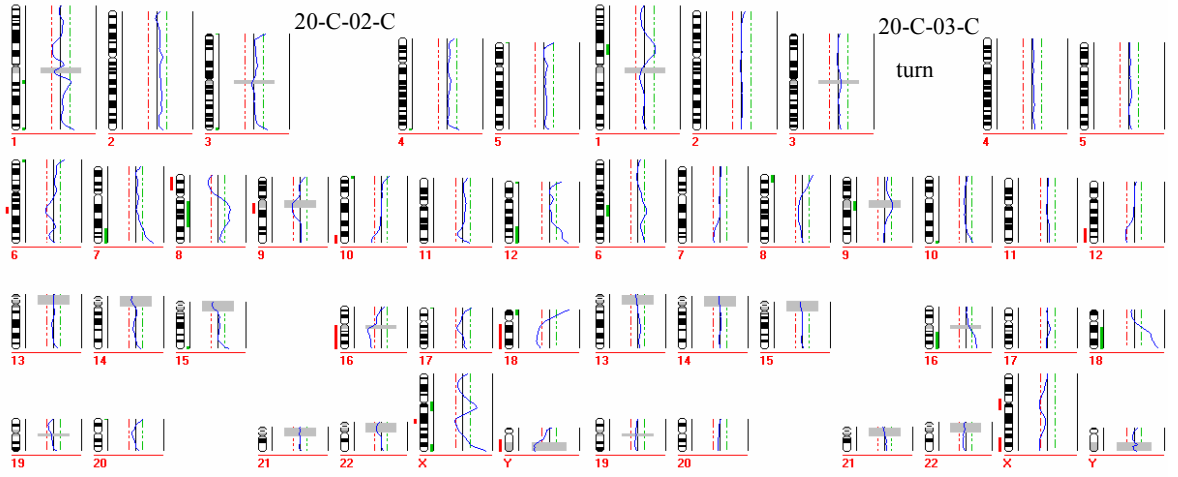 20-C-02-C
20-C-03-C
turn
1 2 3 4 5 1 2 3 4 5
6 7 8 9 10 11 12 6 7 8 9 10 11 12
13 14 15 16 17 18 13 14 15 16 17 18
19 20 21 22 X Y 19 20 21 22 X Y